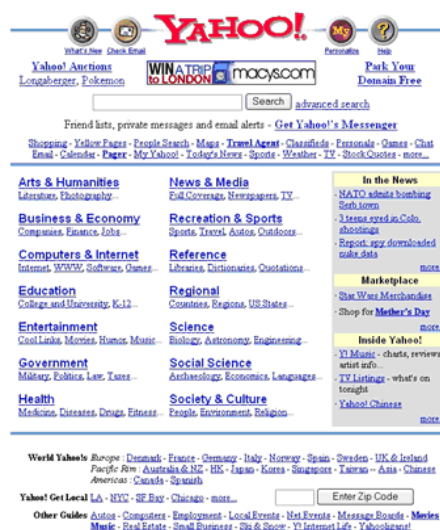 What's New Check Email YAHOO! Personalize Help
Yahoo! Auctions
Longaberger, Pokemon
WIN A TRIP to LONDON macys.com
Park Your
Domain Free
Search advanced search
Friend lists, private messages and email alerts - Get Yahoo!'s Messenger
Shopping - Yellow Pages - People Search - Maps - Travel Agent - Classifieds - Personals - Games - Chat
Email - Calendar - Pager - My Yahoo! - Today's News - Sports - Weather - TV - Stock Quotes - more...
Arts & Humanities
Literature, Photography...
Business & Economy
Companies, Finance, Jobs...
Computers & Internet
Internet, WWW, Software, Games...
Education
College and University, K-12...
Entertainment
Cool Links, Movies, Humor, Music...
Government
Military, Politics, Law, Taxes...
Health
Medicine, Diseases, Drugs, Fitness...
News & Media
Full Coverage, Newspapers, TV...
Recreation & Sports
Sports, Travel, Autos, Outdoors...
Reference
Libraries, Dictionaries, Quotations...
Regional
Countries, Regions, US States...
Science
Biology, Astronomy, Engineering...
Social Science
Archaeology, Economics, Languages...
Society & Culture
People, Environment, Religion...
In the News
- NATO admits bombing
Serb town
- 3 teens eyed in Colo.
shootings
- Report: spy downloaded
nuke data
more
Marketplace
- Star Wars Merchandise
- Shop for Mother's Day
more
Inside Yahoo!
- Y! Music - charts, reviews
artist info...
- TV Listings - what's on
tonight
- Yahoo! Chinese
more
World Yahoo!s Europe : Denmark - France - Germany - Italy - Norway - Spain - Sweden - UK & Ireland
Pacific Rim : Australia & NZ - HK - Japan - Korea - Singapore - Taiwan -- Asia - Chinese
Americas : Canada - Spanish
Yahoo! Get Local LA - NYC - SF Bay - Chicago - more... Enter Zip Code
Other Guides Autos - Computers - Employment - Local Events - Net Events - Message Boards - Movies
Music - Real Estate - Small Business - Ski & Snow - Y! Internet Life - Yahooligans!